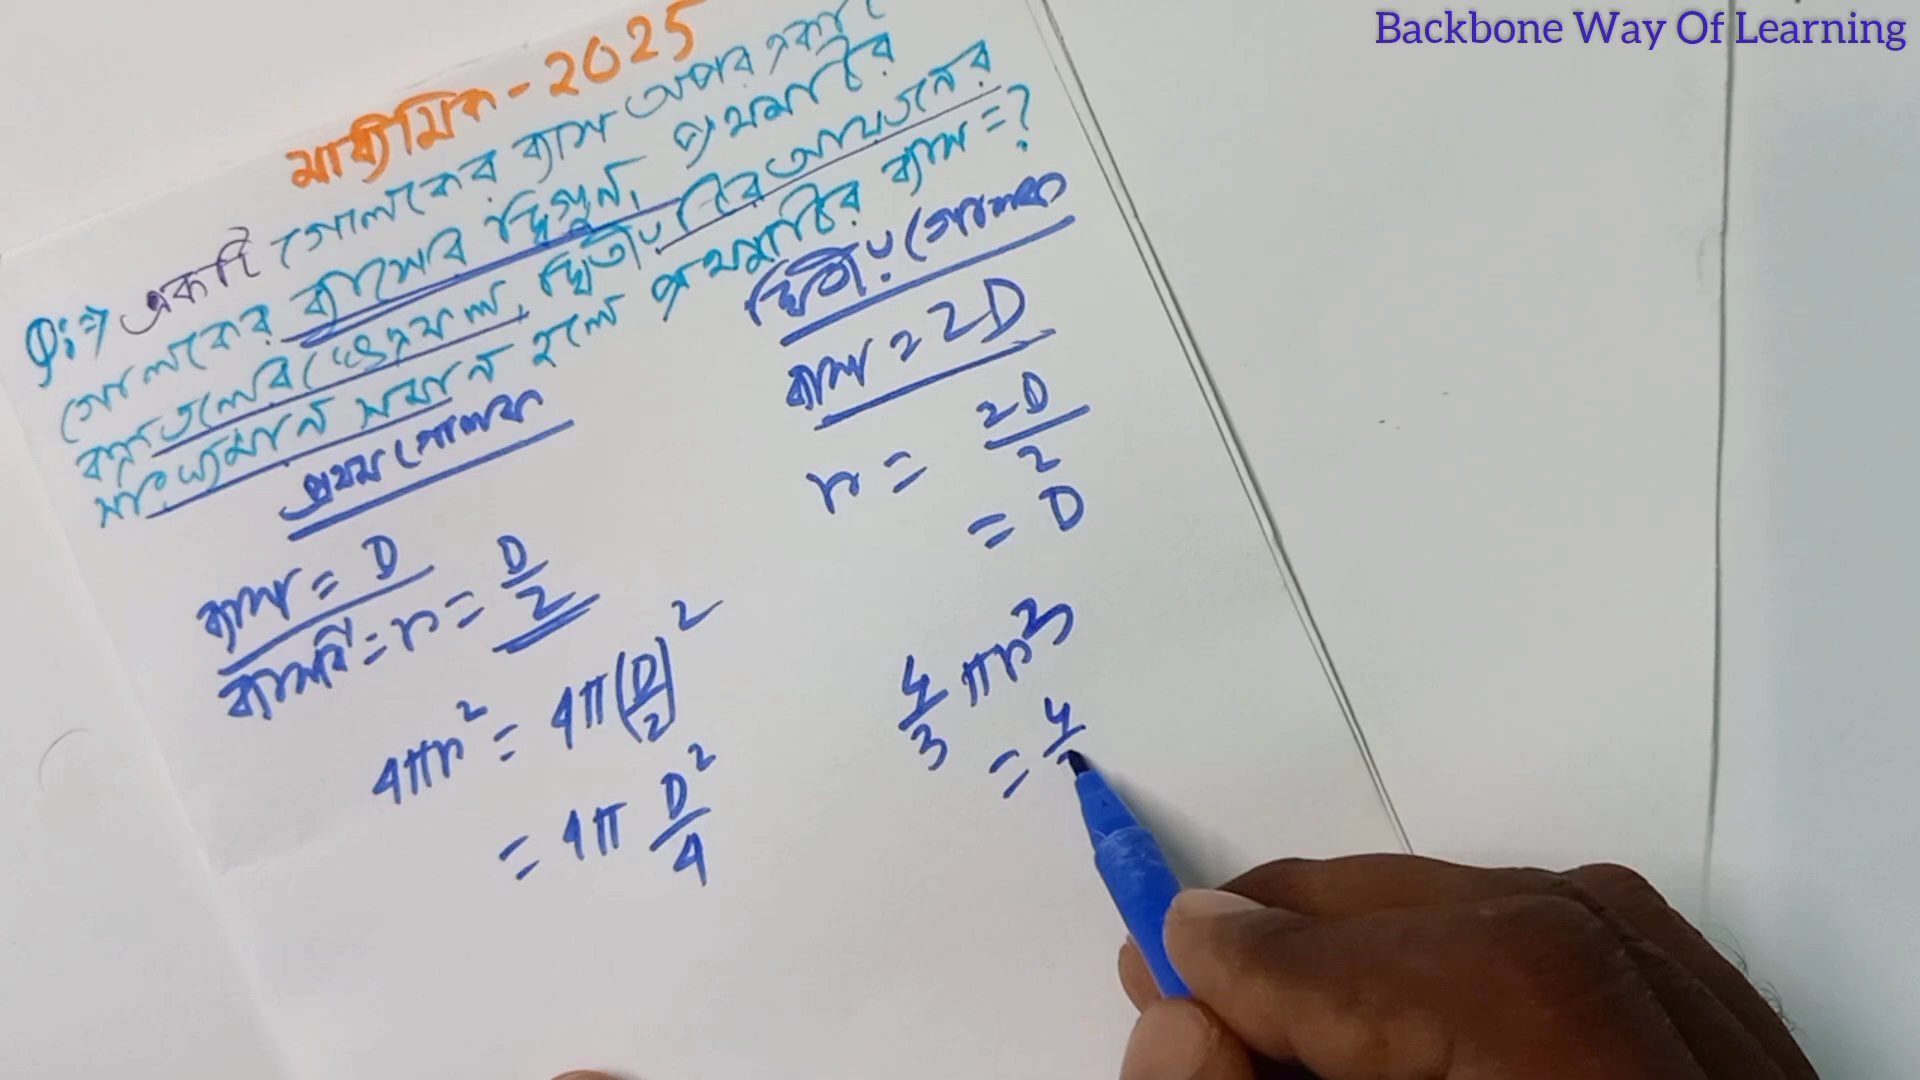 Backbone Way Of Learning
মাধ্যমিক - 2025
Q:⇒ একটি গোলকের ব্যাস অপর একটি
গোলকের ব্যাসের দ্বিগুন, প্রথমটির
বক্রতলের ক্ষেত্রফল, দ্বিতীয়টির আয়তনের
সাংখ্যমান সমান হলে প্রথমটির ব্যাস = ?
প্রথম গোলক
ব্যাস = D
ব্যাসার্ধ = r = D/2
4πr² = 4π(D/2)²
= 4π D²/4
দ্বিতীয় গোলক
ব্যাস = 2D
r = 2D/2
= D
4/3 πr³
= 4